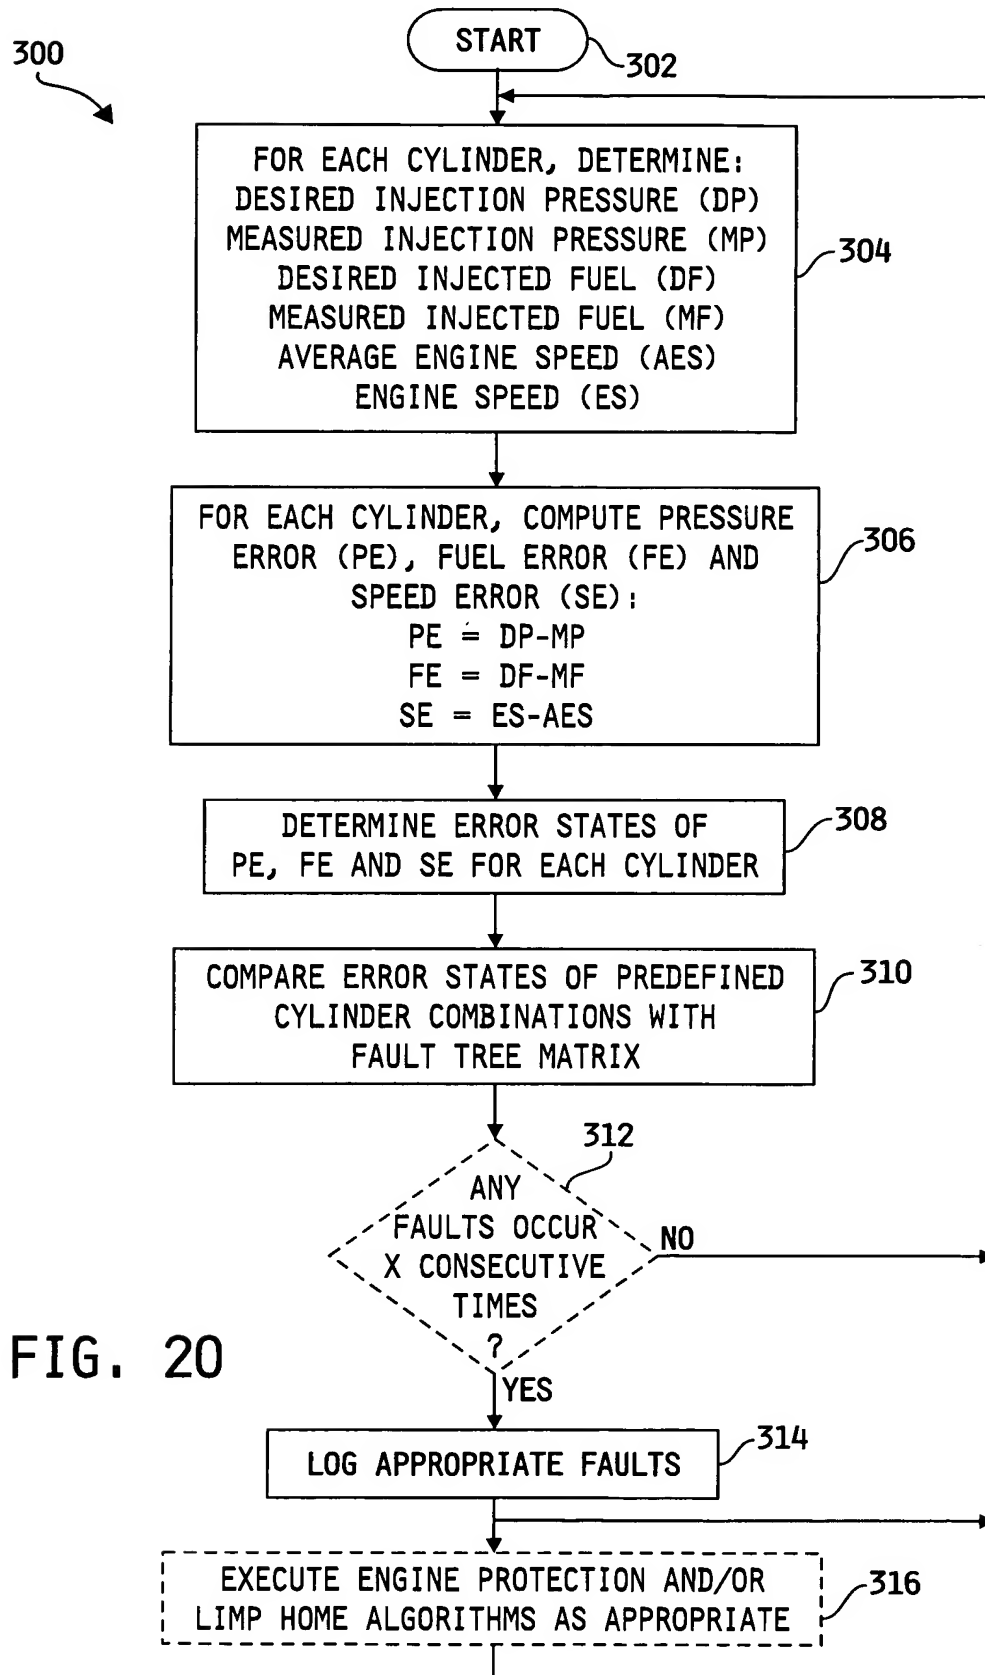 300
START
302
FOR EACH CYLINDER, DETERMINE:
DESIRED INJECTION PRESSURE (DP)
MEASURED INJECTION PRESSURE (MP)
DESIRED INJECTED FUEL (DF)
MEASURED INJECTED FUEL (MF)
AVERAGE ENGINE SPEED (AES)
ENGINE SPEED (ES)
304
FOR EACH CYLINDER, COMPUTE PRESSURE
ERROR (PE), FUEL ERROR (FE) AND
SPEED ERROR (SE):
PE = DP-MP
FE = DF-MF
SE = ES-AES
306
DETERMINE ERROR STATES OF
PE, FE AND SE FOR EACH CYLINDER
308
COMPARE ERROR STATES OF PREDEFINED
CYLINDER COMBINATIONS WITH
FAULT TREE MATRIX
310
312
ANY
FAULTS OCCUR
X CONSECUTIVE
TIMES
?
NO
YES
FIG. 20
LOG APPROPRIATE FAULTS
314
EXECUTE ENGINE PROTECTION AND/OR
LIMP HOME ALGORITHMS AS APPROPRIATE
316